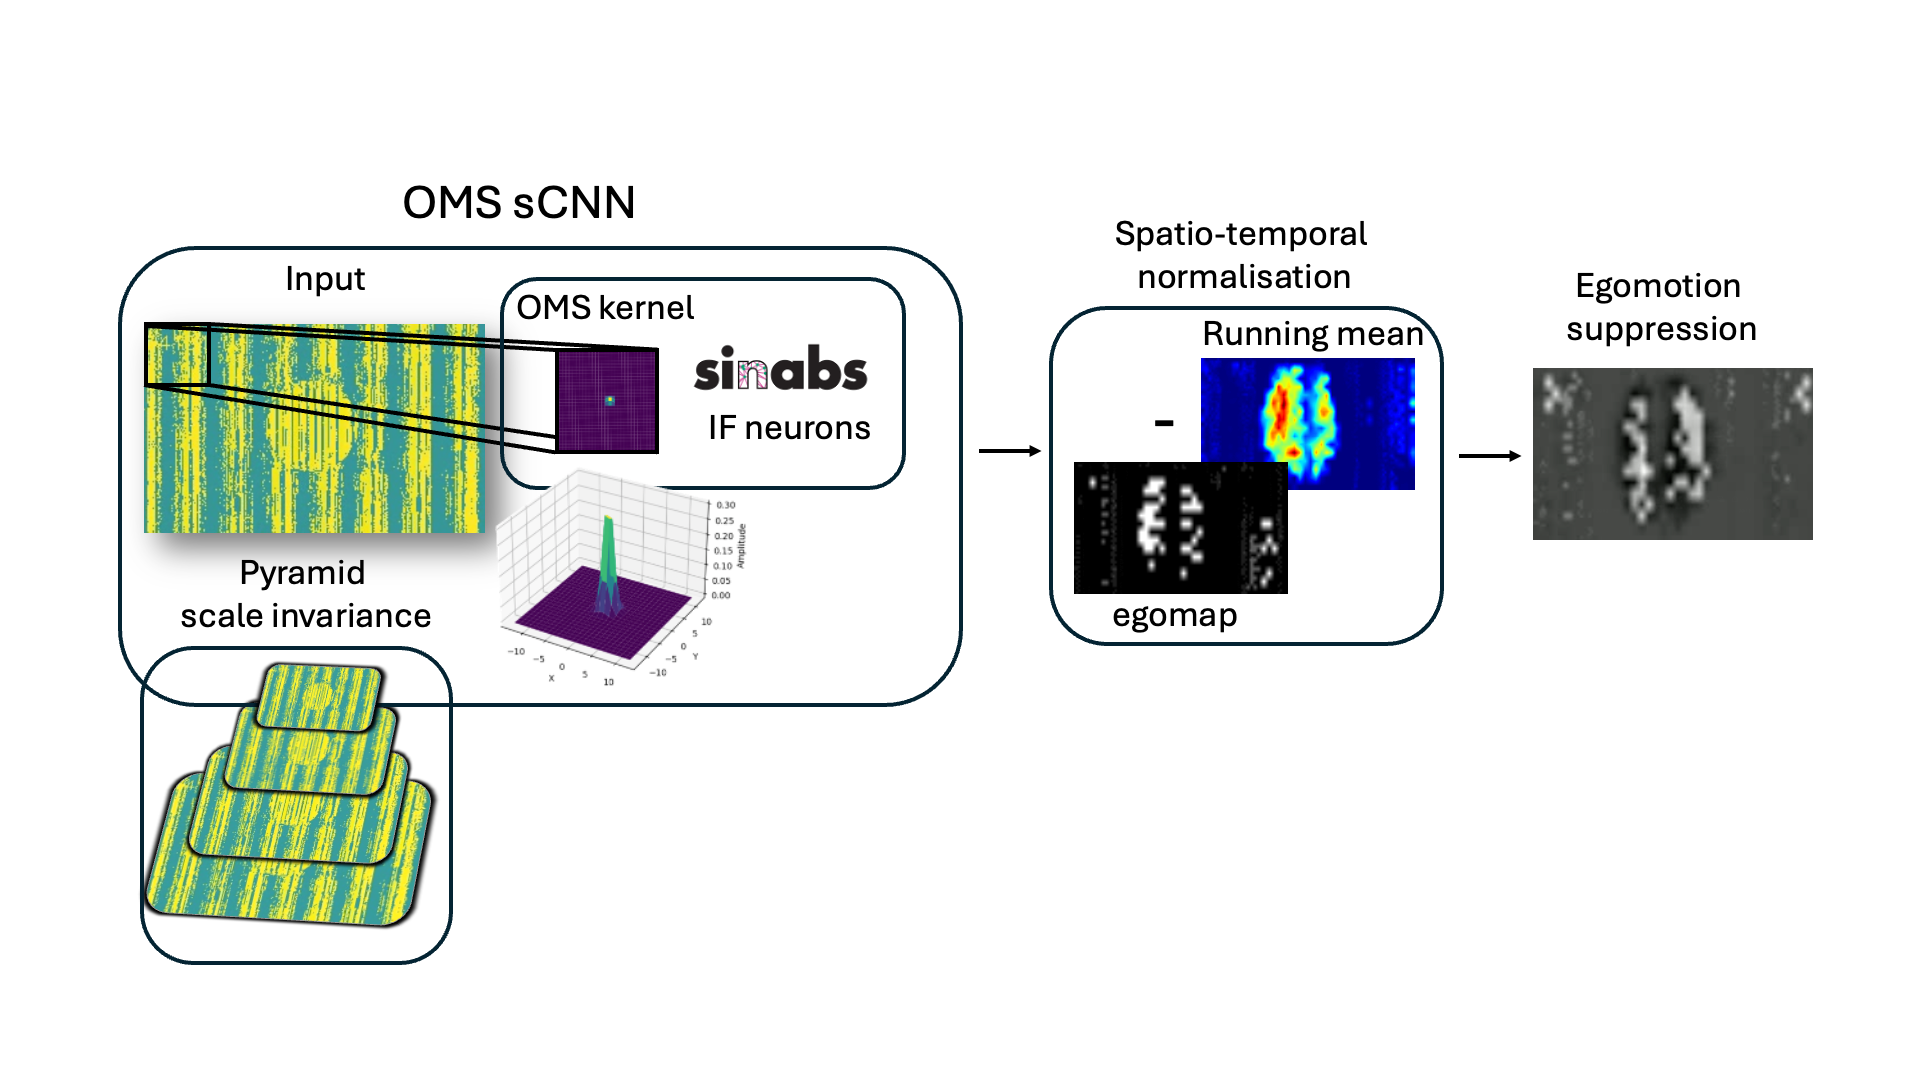 OMS sCNN
Input
OMS kernel
sinabs
IF neurons
0.30
0.25
0.20
0.15
0.10
0.05
0.00
Amplitude
−10
−5
0
5
10
X
10
5
0
−5
−10
Y
Pyramid
scale invariance
Spatio-temporal
normalisation
Running mean
-
egomap
Egomotion
suppression